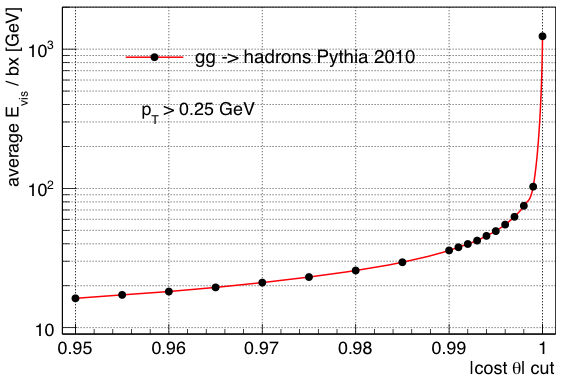 average E_vis / bx [GeV]
10^3
gg -> hadrons Pythia 2010
p_T > 0.25 GeV
10^2
10
0.95 0.96 0.97 0.98 0.99 1
|cost θ| cut